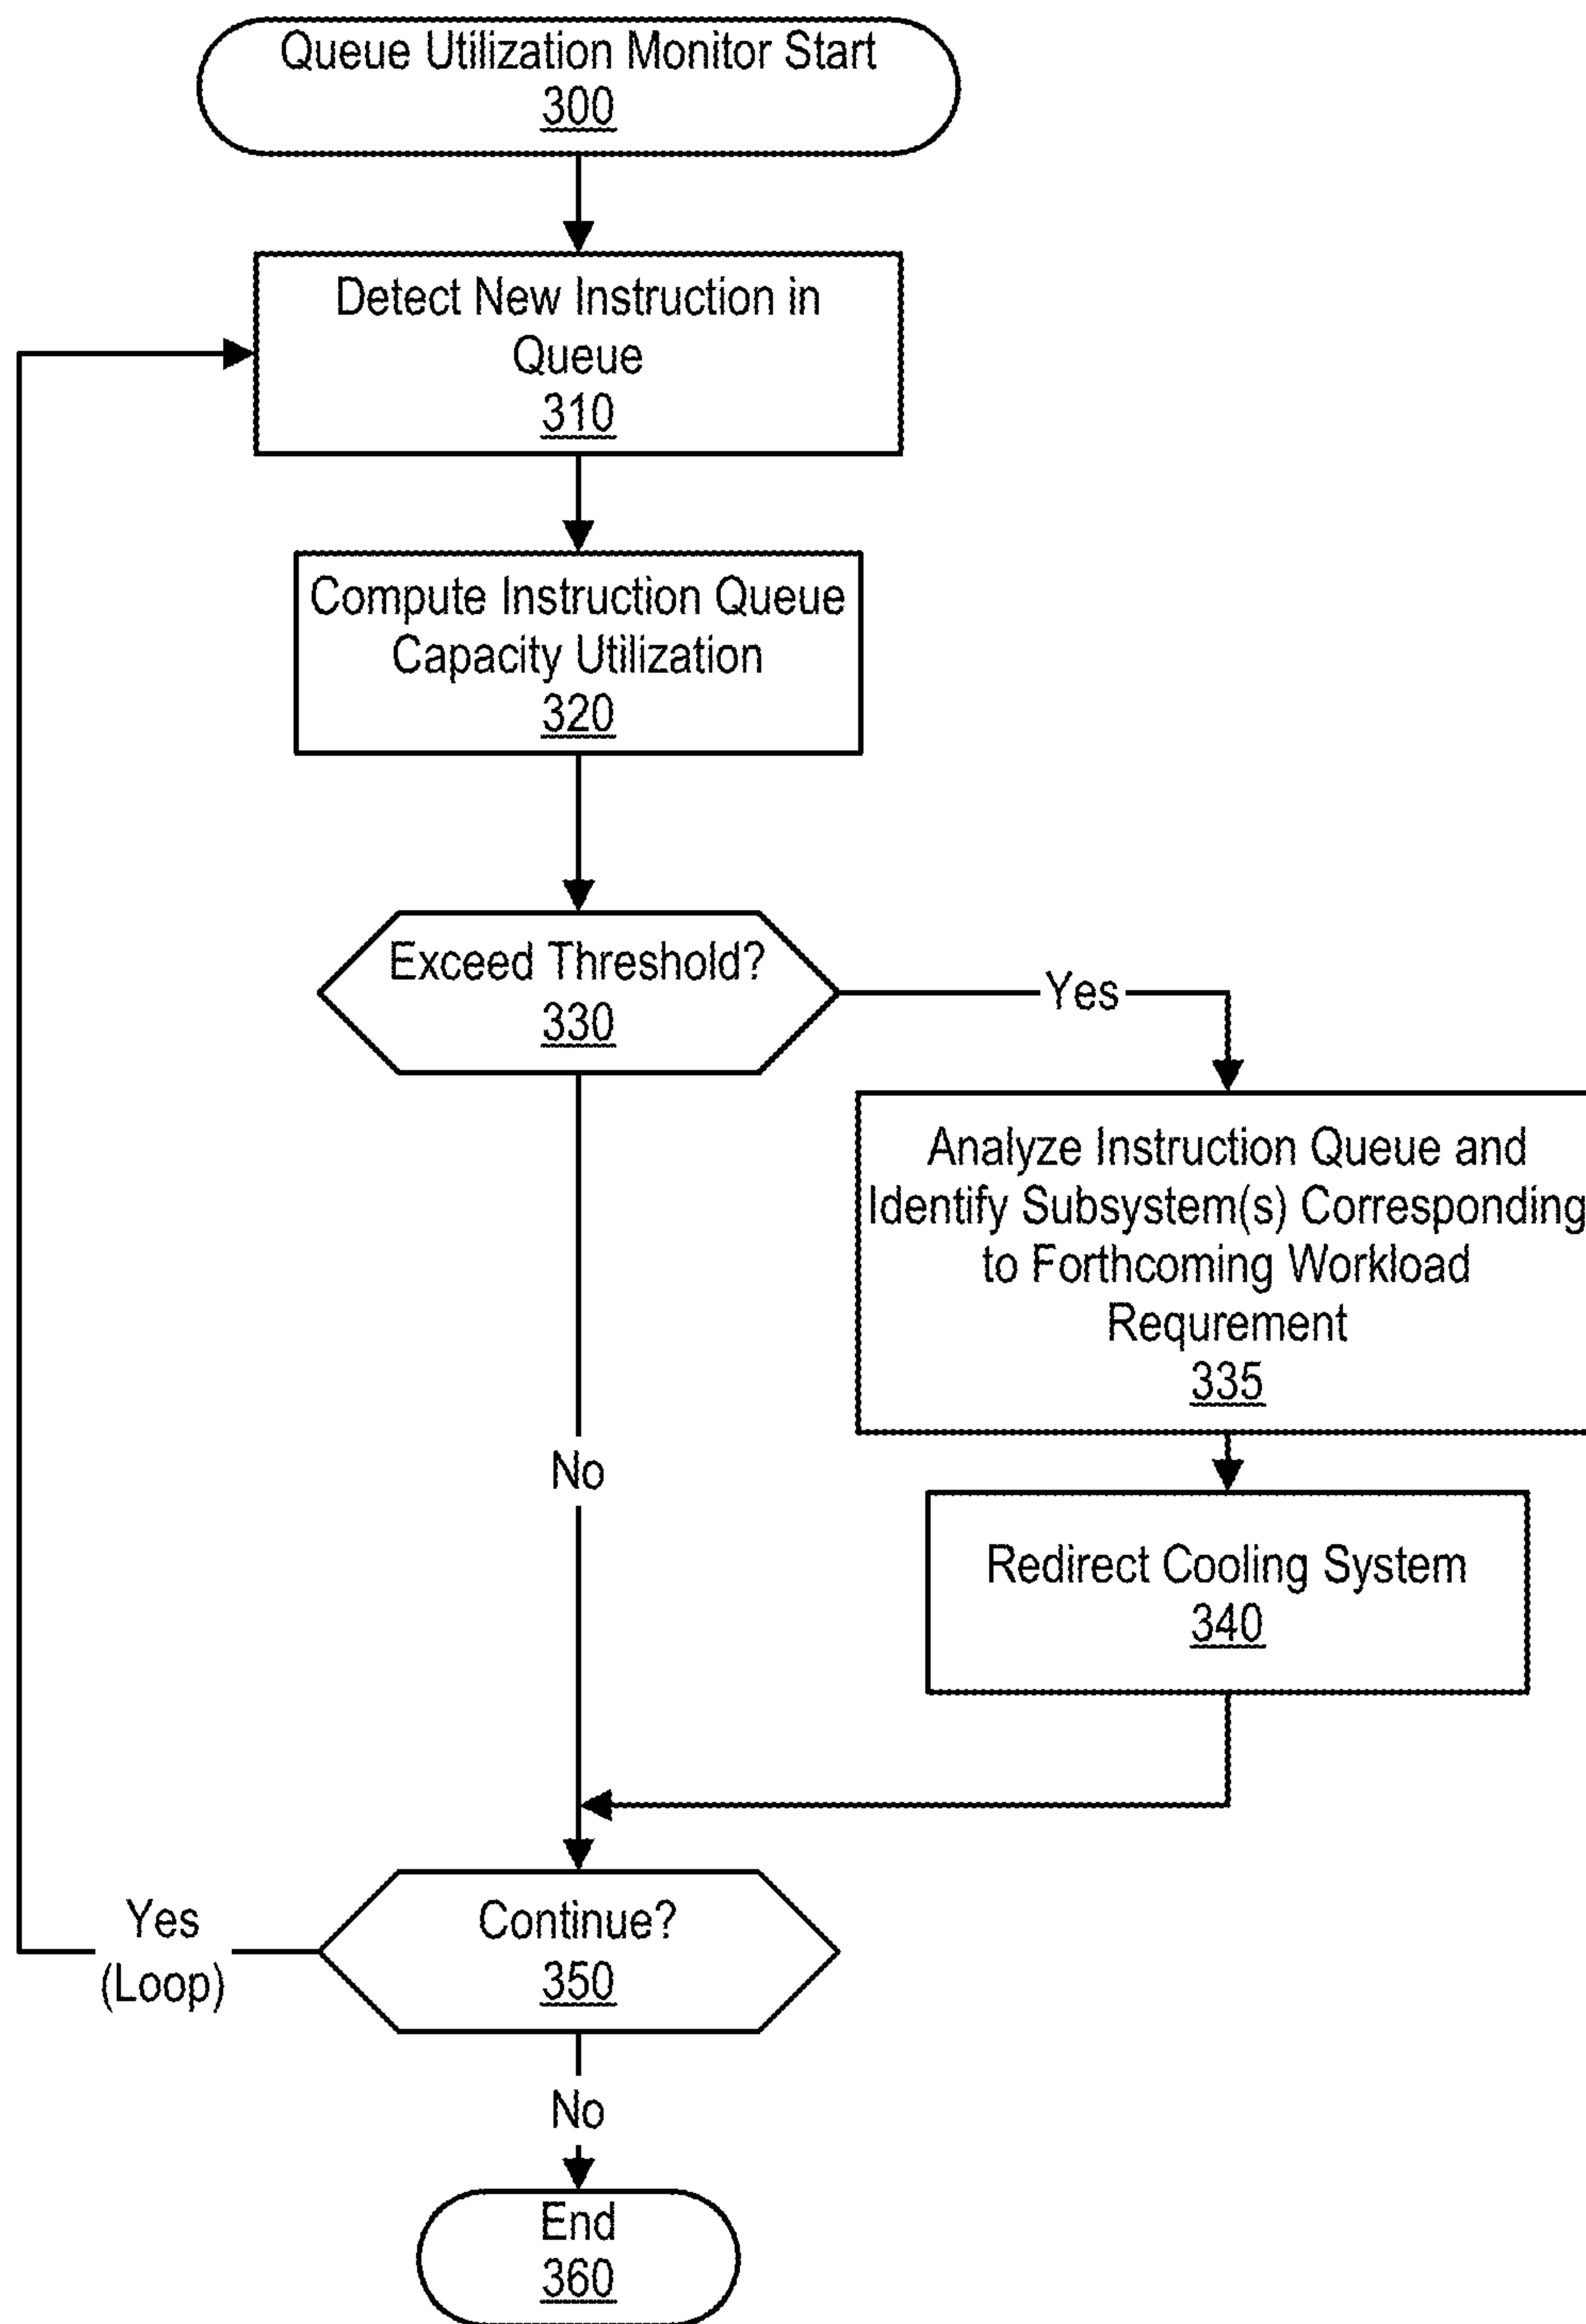 Queue Utilization Monitor Start
300
Detect New Instruction in
Queue
310
Compute Instruction Queue
Capacity Utilization
320
Exceed Threshold?
330
Yes
Analyze Instruction Queue and
Identify Subsystem(s) Corresponding
to Forthcoming Workload
Requrement
335
No
Redirect Cooling System
340
Yes
(Loop)
Continue?
350
No
End
360